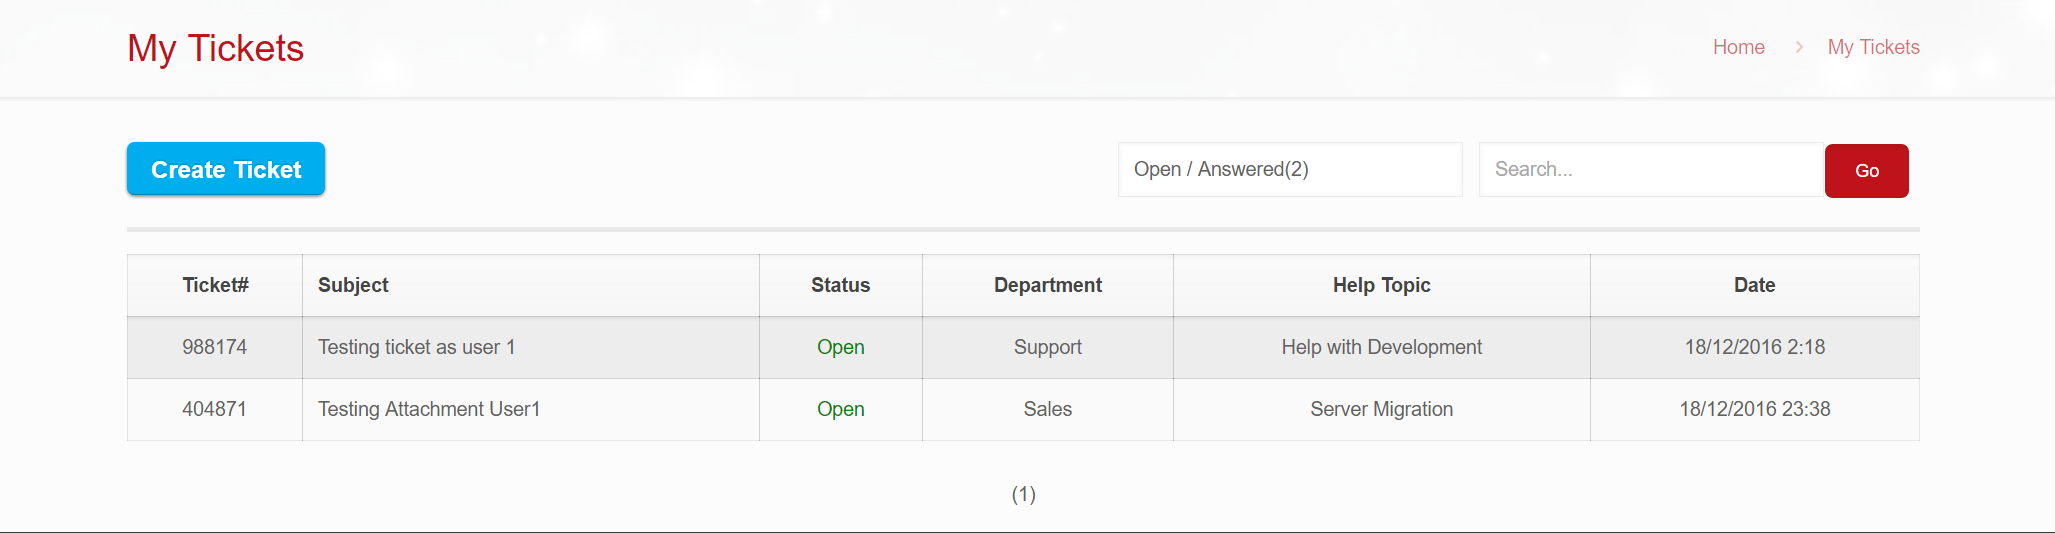 My Tickets
Home > My Tickets
Create Ticket
Open / Answered(2)
Search...
Go
Ticket# Subject Status Department Help Topic Date
988174 Testing ticket as user 1 Open Support Help with Development 18/12/2016 2:18
404871 Testing Attachment User1 Open Sales Server Migration 18/12/2016 23:38
(1)